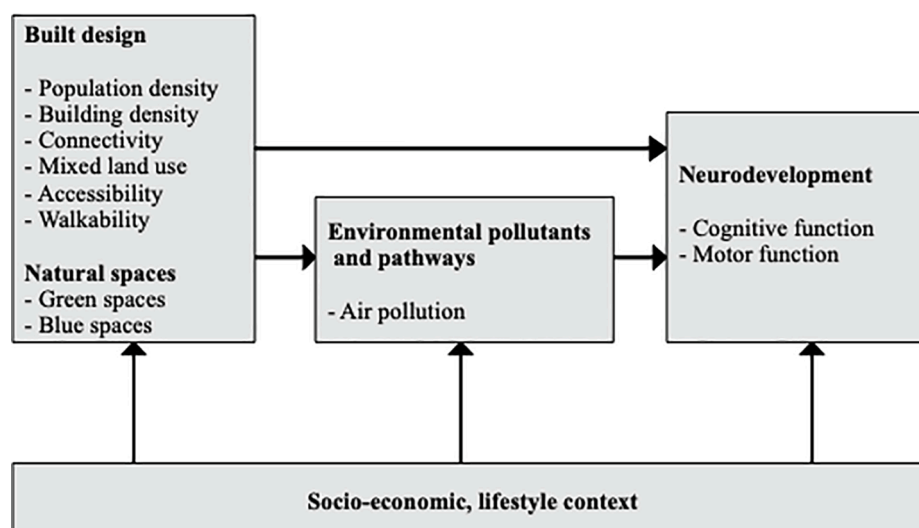 Built design
- Population density
- Building density
- Connectivity
- Mixed land use
- Accessibility
- Walkability
Natural spaces
- Green spaces
- Blue spaces
Environmental pollutants
and pathways
- Air pollution
Neurodevelopment
- Cognitive function
- Motor function
Socio-economic, lifestyle context